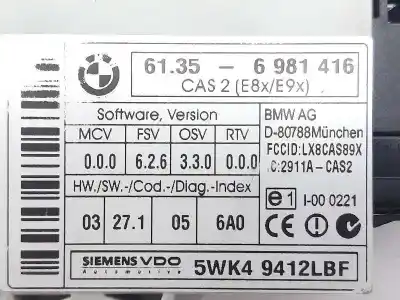 BMW
61.35 - 6 981 416
CAS 2 (E8x/E9x)
Software, Version
MCV FSV OSV RTV
0.0.0 6.2.6 3.3.0 0.0.0
HW./SW.-/Cod.-/Diag.-Index
03 27.1 05 6A0
BMW AG
D-80788München
FCCID:LX8CAS89X
IC:2911A-CAS2
e1 I-00 0221
SIEMENS VDO
Automotive
5WK4 9412LBF